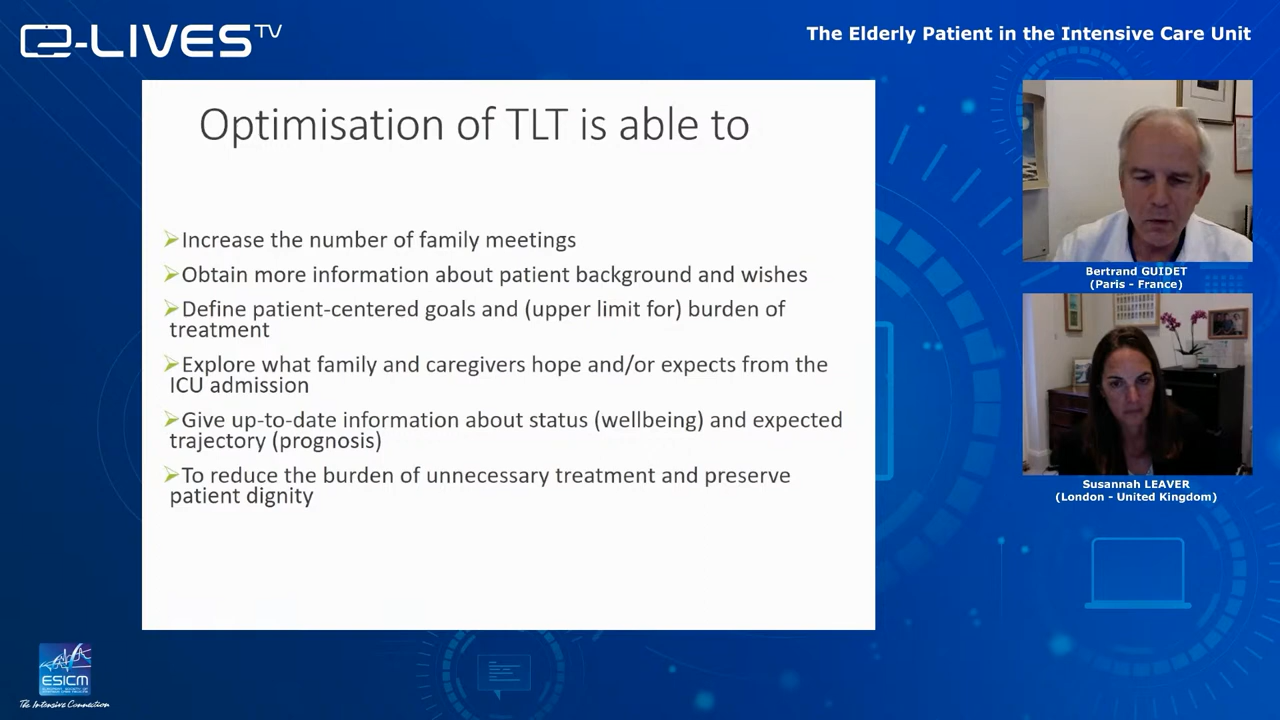 e-LIVES TV
The Elderly Patient in the Intensive Care Unit
Optimisation of TLT is able to
Increase the number of family meetings
Obtain more information about patient background and wishes
Define patient-centered goals and (upper limit for) burden of
treatment
Explore what family and caregivers hope and/or expects from the
ICU admission
Give up-to-date information about status (wellbeing) and expected
trajectory (prognosis)
To reduce the burden of unnecessary treatment and preserve
patient dignity
Bertrand GUIDET
(Paris - France)
Susannah LEAVER
(London - United Kingdom)
ESICM
The Intensive Connection